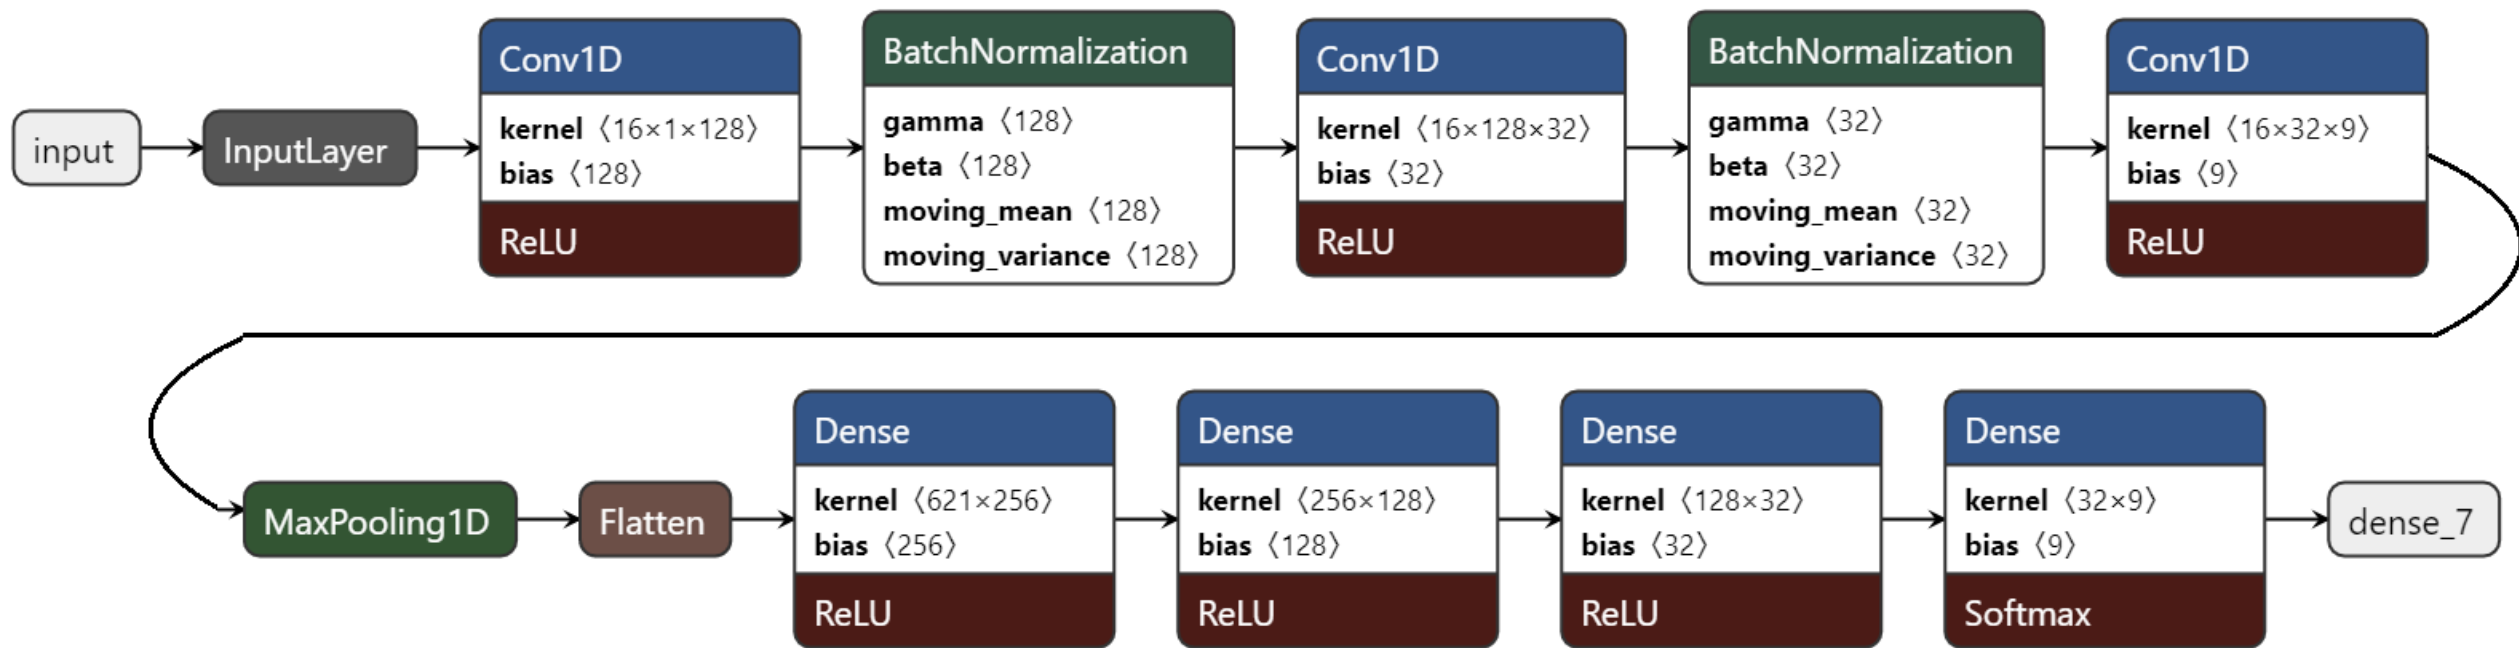 input
InputLayer
Conv1D
kernel 〈16×1×128〉
bias 〈128〉
ReLU
BatchNormalization
gamma 〈128〉
beta 〈128〉
moving_mean 〈128〉
moving_variance 〈128〉
Conv1D
kernel 〈16×128×32〉
bias 〈32〉
ReLU
BatchNormalization
gamma 〈32〉
beta 〈32〉
moving_mean 〈32〉
moving_variance 〈32〉
Conv1D
kernel 〈16×32×9〉
bias 〈9〉
ReLU
MaxPooling1D
Flatten
Dense
kernel 〈621×256〉
bias 〈256〉
ReLU
Dense
kernel 〈256×128〉
bias 〈128〉
ReLU
Dense
kernel 〈128×32〉
bias 〈32〉
ReLU
Dense
kernel 〈32×9〉
bias 〈9〉
Softmax
dense_7